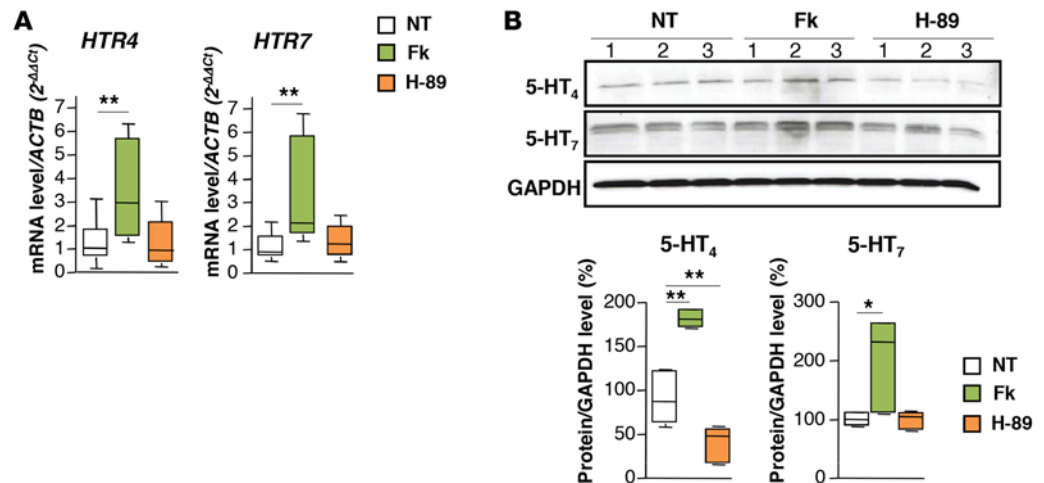 A
HTR4
HTR7
NT
Fk
H-89
mRNA level/ACTB (2-ΔΔCt)
7
6
5
4
3
2
1
0
**
mRNA level/ACTB (2-ΔΔCt)
7
6
5
4
3
2
1
0
**
B
NT Fk H-89
1 2 3 1 2 3 1 2 3
5-HT4
5-HT7
GAPDH
5-HT4
Protein/GAPDH level (%)
200
150
100
50
0
**
**
5-HT7
Protein/GAPDH level (%)
300
200
100
0
*
NT
Fk
H-89